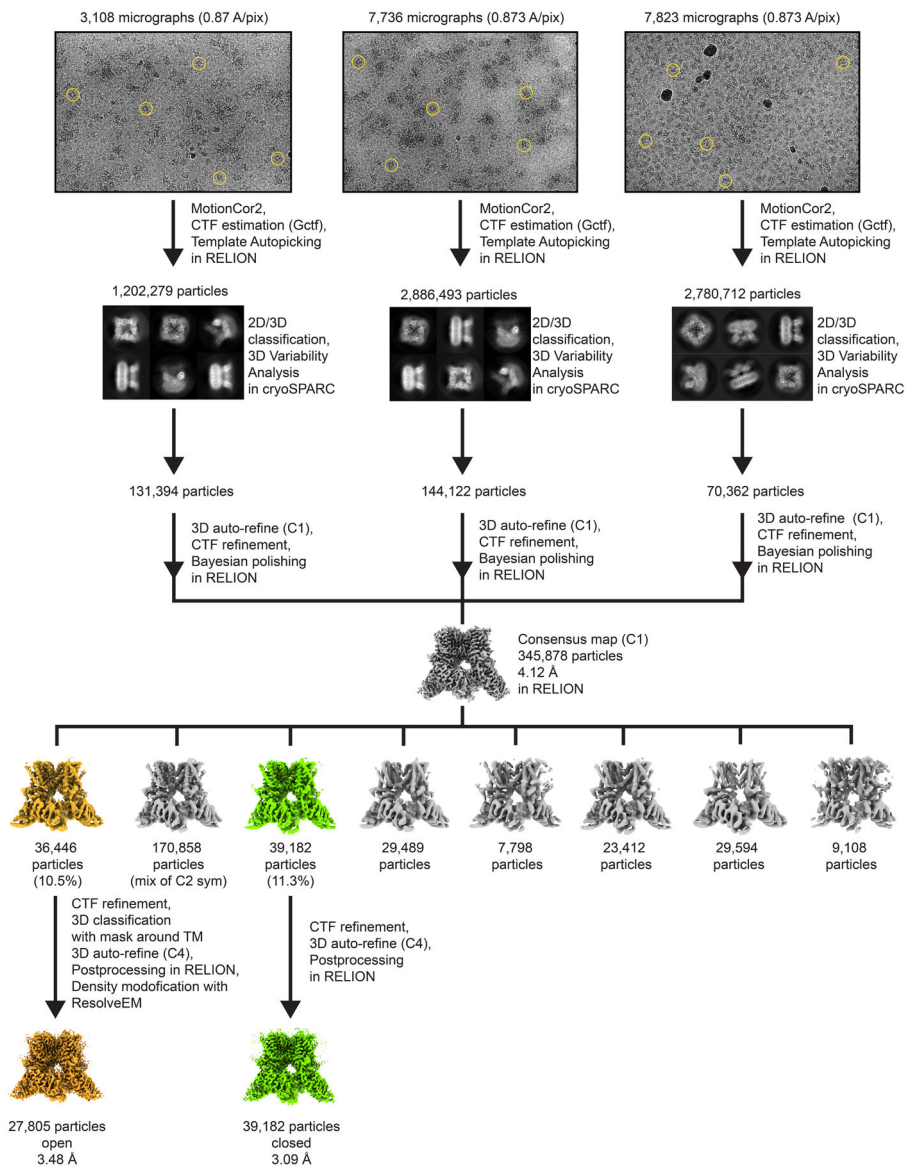 3,108 micrographs (0.87 A/pix)
7,736 micrographs (0.873 A/pix)
7,823 micrographs (0.873 A/pix)
MotionCor2,
CTF estimation (Gctf),
Template Autopicking
in RELION
MotionCor2,
CTF estimation (Gctf),
Template Autopicking
in RELION
MotionCor2,
CTF estimation (Gctf),
Template Autopicking
in RELION
1,202,279 particles
2D/3D
classification,
3D Variability
Analysis
in cryoSPARC
2,886,493 particles
2D/3D
classification,
3D Variability
Analysis
in cryoSPARC
2,780,712 particles
2D/3D
classification,
3D Variability
Analysis
in cryoSPARC
131,394 particles
144,122 particles
70,362 particles
3D auto-refine (C1),
CTF refinement,
Bayesian polishing
in RELION
3D auto-refine (C1),
CTF refinement,
Bayesian polishing
in RELION
3D auto-refine (C1),
CTF refinement,
Bayesian polishing
in RELION
Consensus map (C1)
345,878 particles
4.12 Å
in RELION
36,446
particles
(10.5%)
170,858
particles
(mix of C2 sym)
39,182
particles
(11.3%)
29,489
particles
7,798
particles
23,412
particles
29,594
particles
9,108
particles
CTF refinement,
3D classification
with mask around TM
3D auto-refine (C4),
Postprocessing in RELION,
Density modofication with
ResolveEM
CTF refinement,
3D auto-refine (C4),
Postprocessing
in RELION
27,805 particles
open
3.48 Å
39,182 particles
closed
3.09 Å